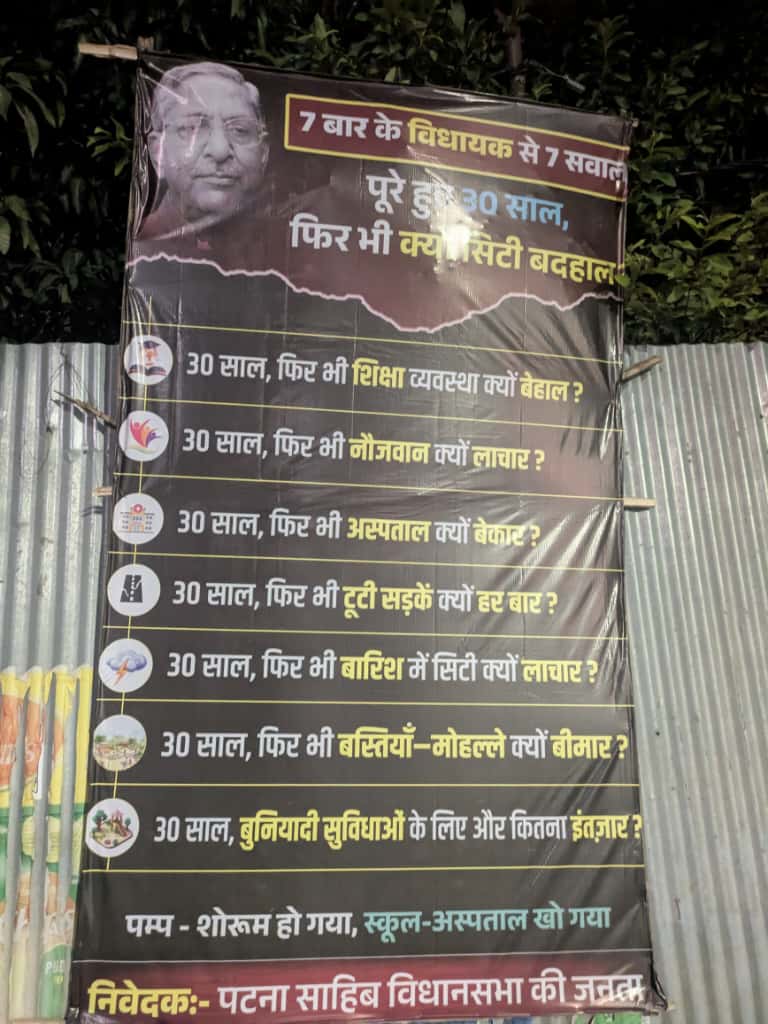 7 बार के विधायक से 7 सवाल
पूरे हुए 30 साल,
फिर भी क्यों सिटी बदहाल
30 साल, फिर भी शिक्षा व्यवस्था क्यों बेहाल ?
30 साल, फिर भी नौजवान क्यों लाचार ?
30 साल, फिर भी अस्पताल क्यों बेकार ?
30 साल, फिर भी टूटी सड़कें क्यों हर बार ?
30 साल, फिर भी बारिश में सिटी क्यों लाचार ?
30 साल, फिर भी बस्तियाँ–मोहल्ले क्यों बीमार ?
30 साल, बुनियादी सुविधाओं के लिए और कितना इंतज़ार ?
पम्प - शोरूम हो गया, स्कूल-अस्पताल खो गया
निवेदक:- पटना साहिब विधानसभा की जनता